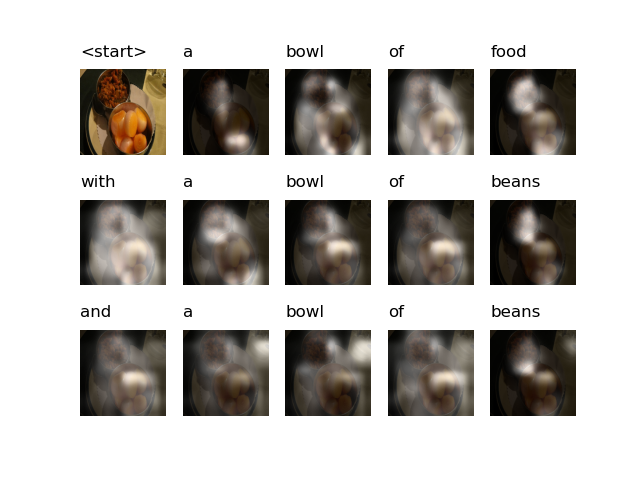 <start> a bowl of food
with a bowl of beans
and a bowl of beans